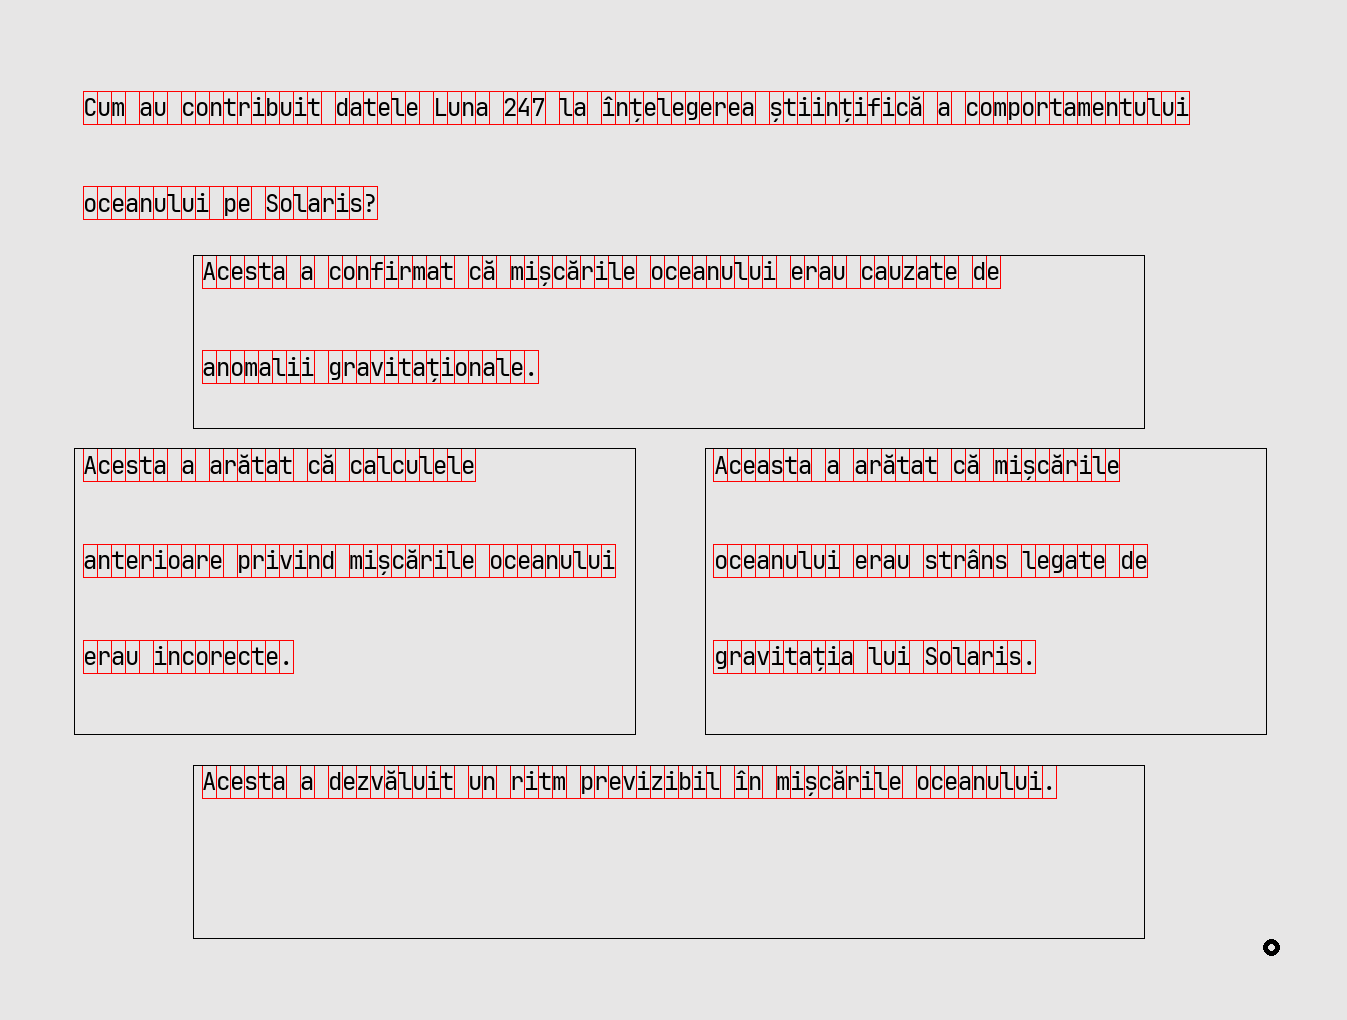 Cum au contribuit datele Luna 247 la înțelegerea științifică a comportamentului
oceanului pe Solaris?
Acesta a confirmat că mișcările oceanului erau cauzate de
anomalii gravitaționale.
Acesta a arătat că calculele
anterioare privind mișcările oceanului
erau incorecte.
Aceasta a arătat că mișcările
oceanului erau strâns legate de
gravitația lui Solaris.
Acesta a dezvăluit un ritm previzibil în mișcările oceanului.